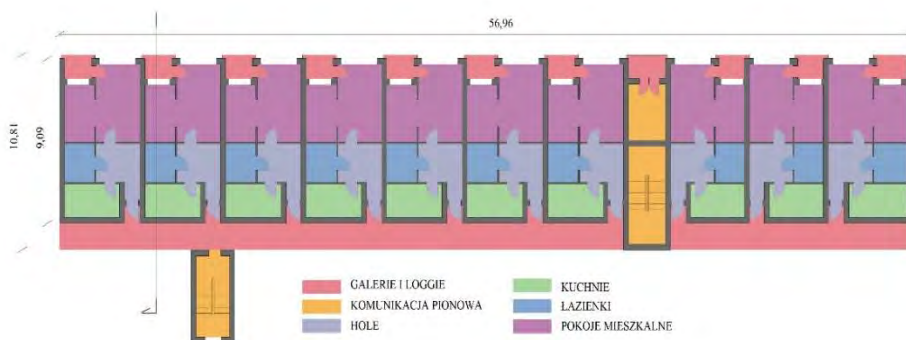 56,96
10,81
9,09
GALERIE I LOGGIE
KOMUNIKACJA PIONOWA
HOLE
KUCHNIE
ŁAZIENKI
POKOJE MIESZKALNE